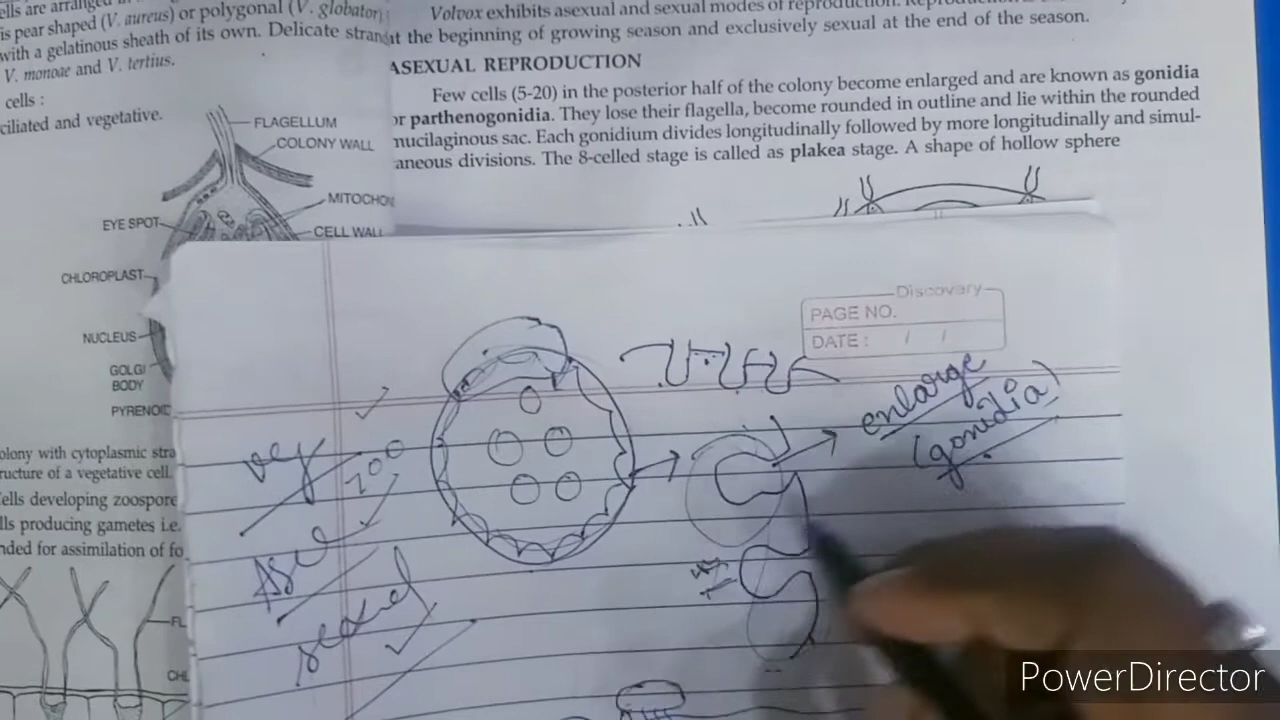 ells are arranged in
is pear shaped (V. aureus) or polygonal (V. globator)
with a gelatinous sheath of its own. Delicate stran
V. monoae and V. tertius.
cells :
ciliated and vegetative.
FLAGELLUM
COLONY WALL
MITOCHON
EYE SPOT
CELL WALL
CHLOROPLAST
NUCLEUS
GOLGI
BODY
PYRENOID
olony with cytoplasmic stra
ructure of a vegetative cell.
ells developing zoospore
lls producing gametes i.e.
nded for assimilation of fo
FL
CHL
Volvox exhibits asexual and sexual modes of reproduction.
at the beginning of growing season and exclusively sexual at the end of the season.
ASEXUAL REPRODUCTION
Few cells (5-20) in the posterior half of the colony become enlarged and are known as gonidia
or parthenogonidia. They lose their flagella, become rounded in outline and lie within the rounded
mucilaginous sac. Each gonidium divides longitudinally followed by more longitudinally and simul-
aneous divisions. The 8-celled stage is called as plakea stage. A shape of hollow sphere
Discovery
PAGE NO.
DATE : / /
enlarge
(gonidia)
veg
zoo
Asex
sexual
PowerDirector